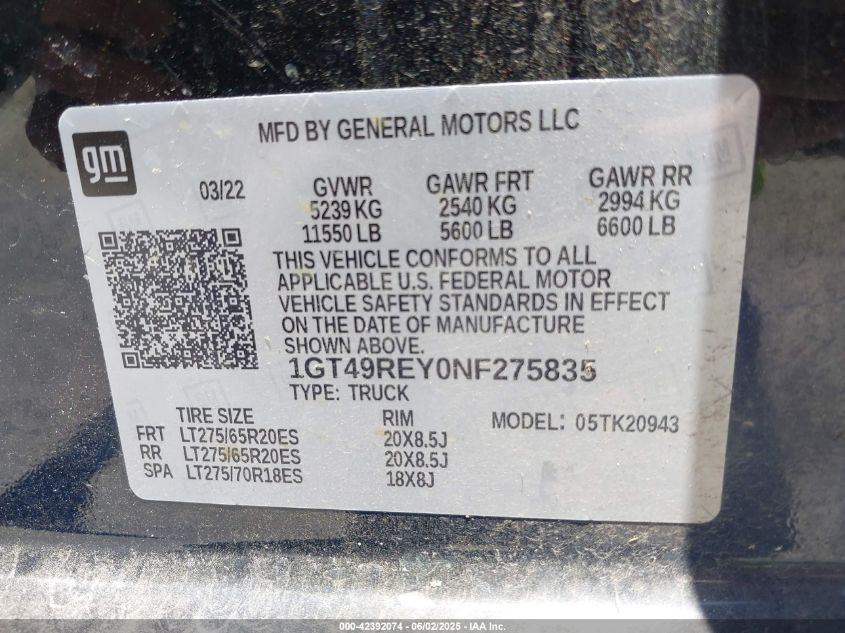 MFD BY GENERAL MOTORS LLC
gm
03/22 GVWR GAWR FRT GAWR RR
5239 KG 2540 KG 2994 KG
11550 LB 5600 LB 6600 LB
THIS VEHICLE CONFORMS TO ALL
APPLICABLE U.S. FEDERAL MOTOR
VEHICLE SAFETY STANDARDS IN EFFECT
ON THE DATE OF MANUFACTURE
SHOWN ABOVE.
1GT49REY0NF275835
TYPE: TRUCK
TIRE SIZE RIM MODEL: 05TK20943
FRT LT275/65R20ES 20X8.5J
RR LT275/65R20ES 20X8.5J
SPA LT275/70R18ES 18X8J
000-42392074 - 06/02/2025 - IAA Inc.